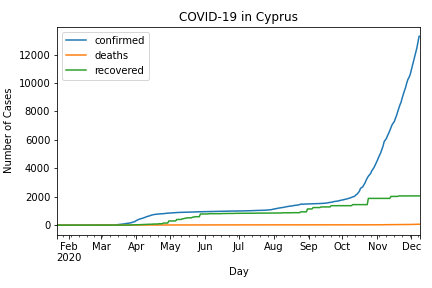 COVID-19 in Cyprus
confirmed
deaths
recovered
12000
10000
8000
6000
4000
2000
0
Number of Cases
Feb Mar Apr May Jun Jul Aug Sep Oct Nov Dec
2020
Day